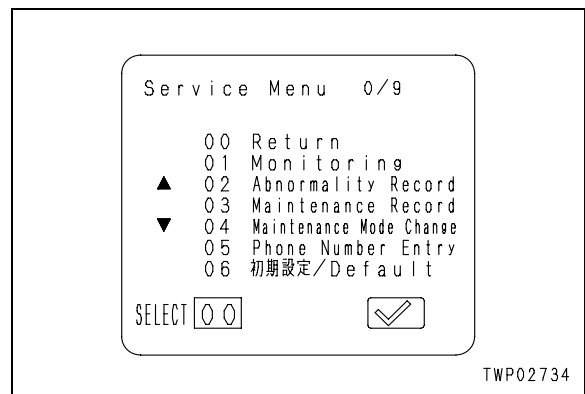 Service Menu 0/9
00 Return
01 Monitoring
▲ 02 Abnormality Record
03 Maintenance Record
▼ 04 Maintenance Mode Change
05 Phone Number Entry
06 初期設定/Default
SELECT 00
TWP02734